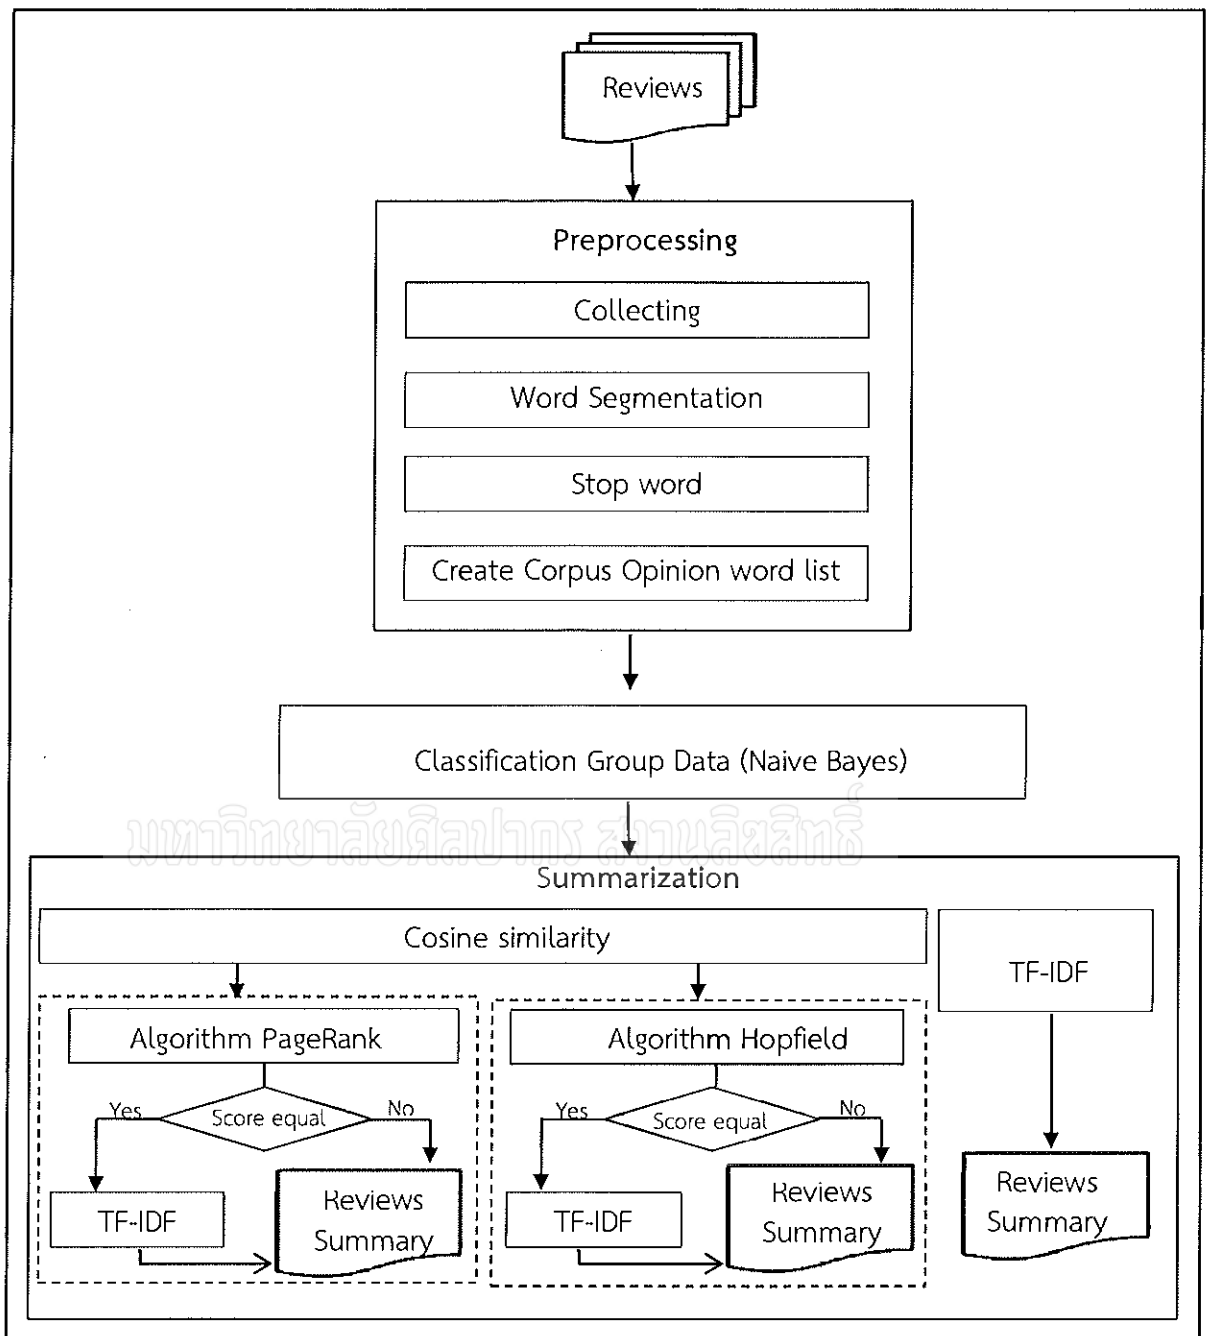 Reviews
Preprocessing
Collecting
Word Segmentation
Stop word
Create Corpus Opinion word list
Classification Group Data (Naive Bayes)
มหาวิทยาลัยศิลปากร สงวนลิขสิทธิ์
Summarization
Cosine similarity
TF-IDF
Algorithm PageRank
Algorithm Hopfield
Yes
Score equal
No
Yes
Score equal
No
TF-IDF
Reviews
Summary
TF-IDF
Reviews
Summary
Reviews
Summary